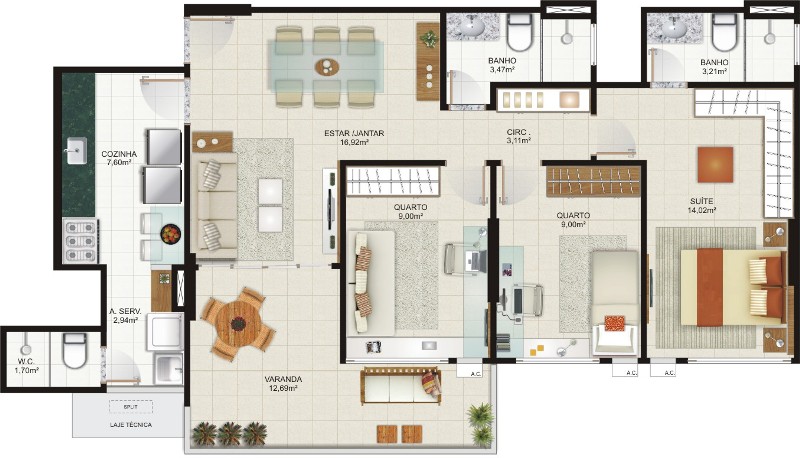 BANHO
3,47m²
BANHO
3,21m²
ESTAR /JANTAR
16,92m²
CIRC .
3,11m²
COZINHA
7,60m²
QUARTO
9,00m²
QUARTO
9,00m²
SUÍTE
14,02m²
A. SERV.
2,94m²
W.C.
1,70m²
VARANDA
12,69m²
A.C.
A.C.
A.C.
SPLIT
LAJE TÉCNICA